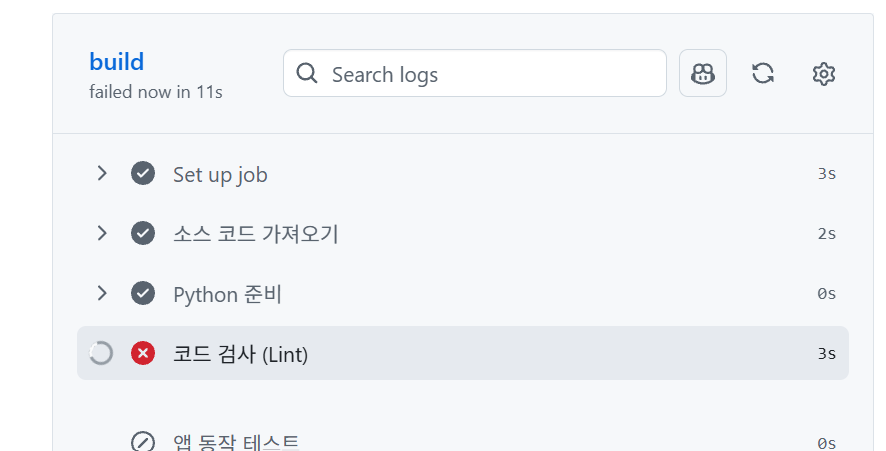 build
failed now in 11s
Search logs
Set up job 3s
소스 코드 가져오기 2s
Python 준비 0s
코드 검사 (Lint) 3s
앱 동작 테스트 0s